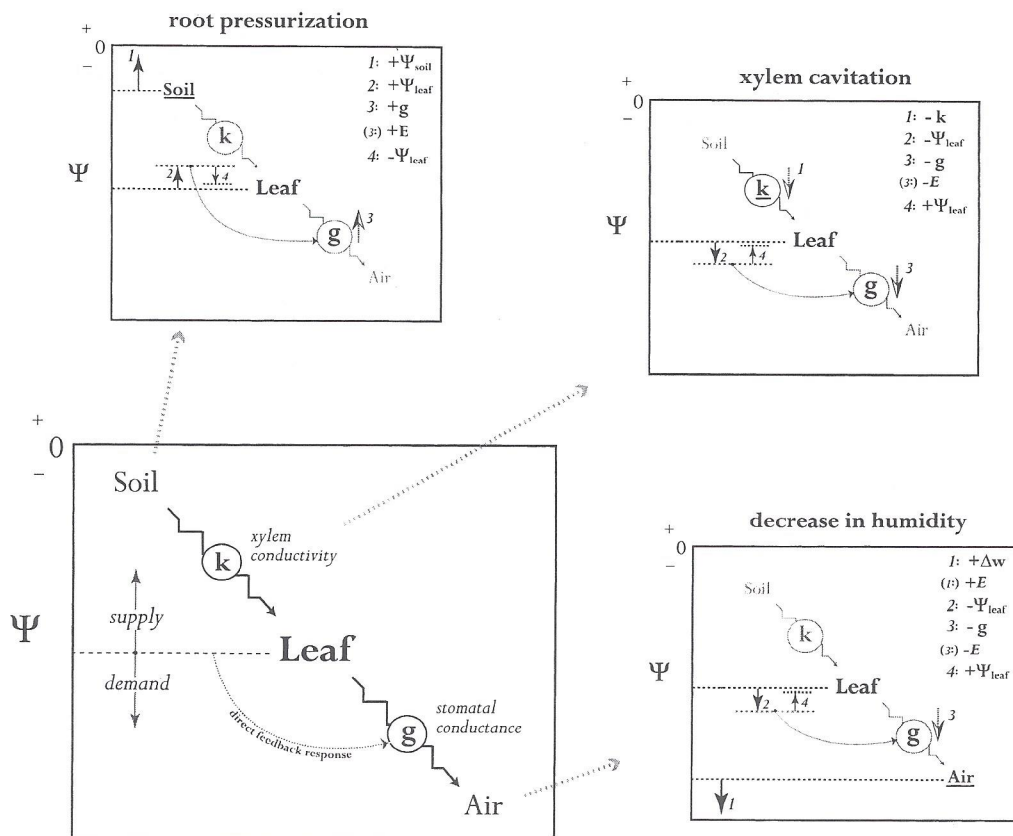 root pressurization
+
0
−
1
Soil
k
Ψ
2
4
Leaf
3
g
Air
1: +Ψsoil
2: +Ψleaf
3: +g
(3:) +E
4: -Ψleaf
xylem cavitation
+
0
−
Soil
1
k
Ψ
Leaf
2
4
3
g
Air
1: - k
2: -Ψleaf
3: - g
(3:) -E
4: +Ψleaf
+
0
−
Soil
k
xylem
conductivity
supply
Ψ
Leaf
demand
direct feedback response
g
stomatal
conductance
Air
decrease in humidity
+
0
−
Soil
k
Ψ
Leaf
2
4
3
g
Air
1
1: +Δw
(1:) +E
2: -Ψleaf
3: - g
(3:) -E
4: +Ψleaf